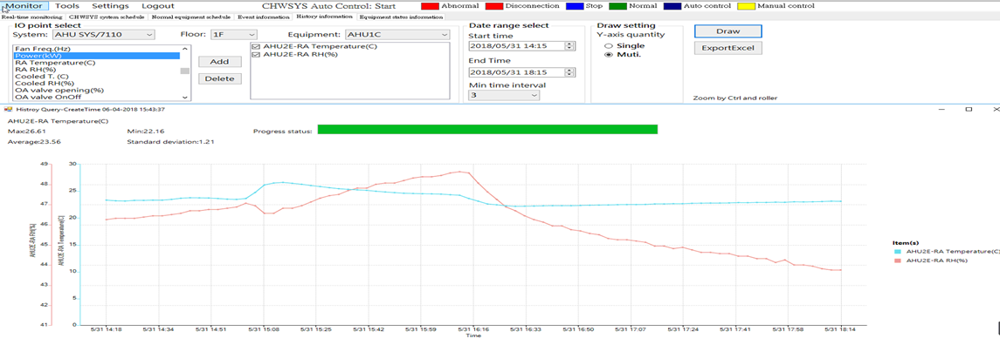 Monitor Tools Settings Logout CHWSYS Auto Control: Start Abnormal Disconnection Stop Normal Auto control Manual control
Real-time monitoring CHWSYS system schedule Normal equipment schedule Event information History information Equipment status information
IO point select
System: AHU SYS/7110 Floor: 1F Equipment: AHU1C
Fan Freq.(Hz)
Power(kW)
RA Temperature(C)
RA RH(%)
Cooled T. (C)
Cooled RH(%)
OA valve opening(%)
OA valve OnOff
Add
Delete
AHU2E-RA Temperature(C)
AHU2E-RA RH(%)
Date range select
Start time
2018/05/31 14:15
End Time
2018/05/31 18:15
Min time interval
3
Draw setting
Y-axis quantity
Single
Muti.
Draw
ExportExcel
Zoom by Ctrl and roller
Histroy Query-CreateTime 06-04-2018 15:43:37
AHU2E-RA Temperature(C)
Max26.61 Min:22.16 Progress status:
Average:23.56 Standard deviation:1.21
AHU2E-RA RH(%)
49
48
47
46
45
44
43
42
41
AHU2E-RA Temperature(C)
30
25
20
15
10
5
0
5/31 14:18 5/31 14:34 5/31 14:51 5/31 15:08 5/31 15:25 5/31 15:42 5/31 15:59 5/31 16:16 5/31 16:33 5/31 16:50 5/31 17:07 5/31 17:24 5/31 17:41 5/31 17:58 5/31 18:14
Time
Item(s)
AHU2E-RA Temperature(C)
AHU2E-RA RH(%)